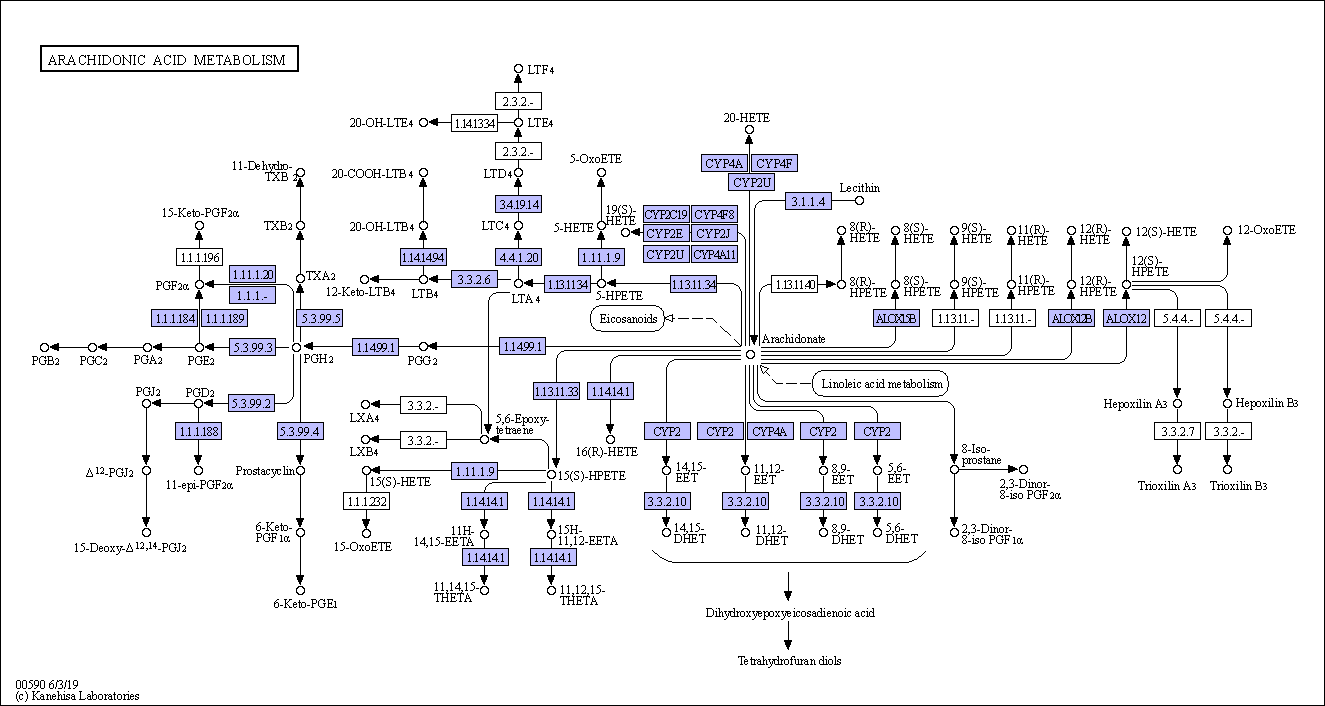 ARACHIDONIC ACID METABOLISM
LTF4
2.3.2.-
20-OH-LTE4
1.14.1334
LTE4
20-HETE
2.3.2.-
11-Dehydro-
TXB2
20-COOH-LTB4
LTD4
5-OxoETE
CYP4A
CYP4F
CYP2U
Lecithin
3.1.1.4
15-Keto-PGF2α
3.4.19.14
19(S)-
HETE
CYP2C19
CYP4F8
CYP2E
CYP2J
CYP2U
CYP4A11
TXB2
20-OH-LTB4
LTC4
5-HETE
8(R)-
HETE
8(S)-
HETE
9(S)-
HETE
11(R)-
HETE
12(R)-
HETE
12(S)-HETE
12-OxoETE
1.1.1.196
1.14.1494
4.4.1.20
1.11.1.9
1.11.1.20
TXA2
3.3.2.6
12(S)-
HPETE
PGF2α
1.1.1.-
12-Keto-LTB4
LTB4
LTA4
1.13.1134
5-HPETE
1.13.11.34
1.13.1140
8(R)-
HPETE
8(S)-
HPETE
9(S)-
HPETE
11(R)-
HPETE
12(R)-
HPETE
1.1.1.184
1.1.1.189
5.3.99.5
Eicosanoids
ALOX15B
1.13.11.-
1.13.11.-
ALOX12B
ALOX12
5.4.4.-
5.4.4.-
Arachidonate
PGB2
PGC2
PGA2
PGE2
5.3.99.3
PGH2
1.1499.1
PGG2
1.1499.1
Linoleic acid metabolism
PGJ2
PGD2
5.3.99.2
1.13.11.33
1.14.14.1
LXA4
3.3.2.-
5,6-Epoxy-
tetraene
Hepoxilin A3
Hepoxilin B3
1.1.1.188
5.3.99.4
LXB4
3.3.2.-
16(R)-HETE
CYP2
CYP2
CYP4A
CYP2
CYP2
3.3.2.7
3.3.2.-
Δ12-PGJ2
11-epi-PGF2α
Prostacyclin
15(S)-HETE
1.11.1.9
15(S)-HPETE
14,15-
EET
11,12-
EET
8,9-
EET
5,6-
EET
8-Iso-
prostane
2,3-Dinor-
8-iso PGF2α
Trioxilin A3
Trioxilin B3
1.1.1.232
1.14.14.1
1.14.14.1
3.3.2.10
3.3.2.10
3.3.2.10
3.3.2.10
15-Deoxy-Δ12,14-PGJ2
6-Keto-
PGF1α
15-OxoETE
11H-
14,15-EETA
15H-
11,12-EETA
14,15-
DHET
11,12-
DHET
8,9-
DHET
5,6-
DHET
2,3-Dinor-
8-iso PGF1α
1.14.14.1
1.14.14.1
6-Keto-PGE1
11,14,15-
THETA
11,12,15-
THETA
Dihydroxyepoxyeicosadienoic acid
Tetrahydrofuran diols
00590 6/3/19
(c) Kanehisa Laboratories